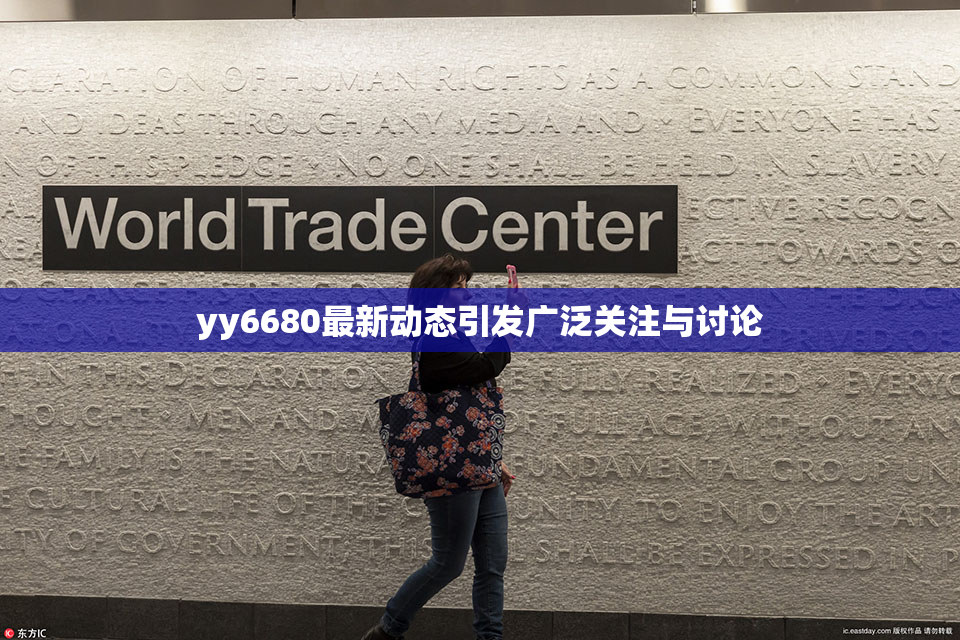 CLARATION OF HUMAN RIGHTS AS A COMMON STAND
AND IDEAS THROUGH ANY MEDIA AND EVERYONE HAS
OF THIS PLEDGE NO ONE SHALL BE HELD IN SLAVERY
World Trade Center
ECTIVE RECOGN
ACT TOWARDS O
yy6680最新动态引发广泛关注与讨论
IN THIS DECLARATION FULLY REALIZED EVERYO
HOUGHT MEN AND OF FULL AGE, WITHO
FAMILY IS THE NATURA FUNDAMENTAL GROUP
CULTURAL LIFE OF THE UNITY, TO ENJOY THE ART
TY OF GOVERNMENT; THIS SHALL BE EXPRESSED IN P
东方IC
ic.eastday.com 版权作品 请勿转载